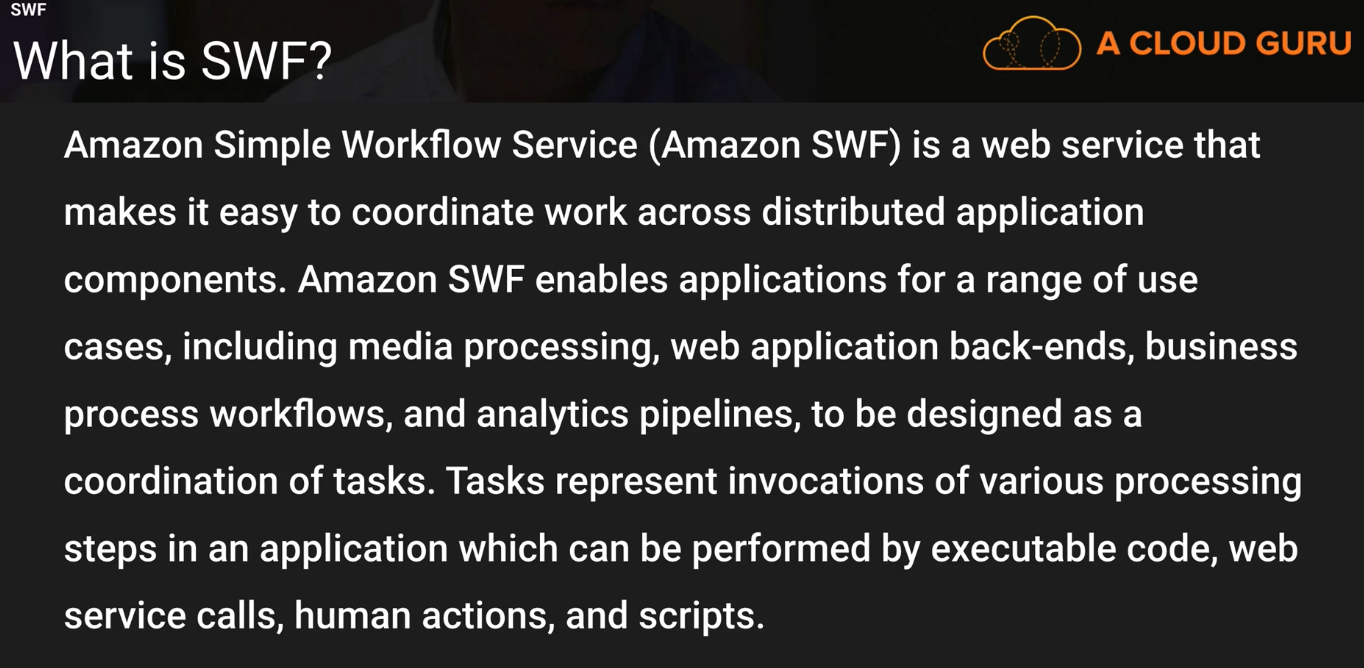 SWF
What is SWF?
A CLOUD GURU
Amazon Simple Workflow Service (Amazon SWF) is a web service that
makes it easy to coordinate work across distributed application
components. Amazon SWF enables applications for a range of use
cases, including media processing, web application back-ends, business
process workflows, and analytics pipelines, to be designed as a
coordination of tasks. Tasks represent invocations of various processing
steps in an application which can be performed by executable code, web
service calls, human actions, and scripts.